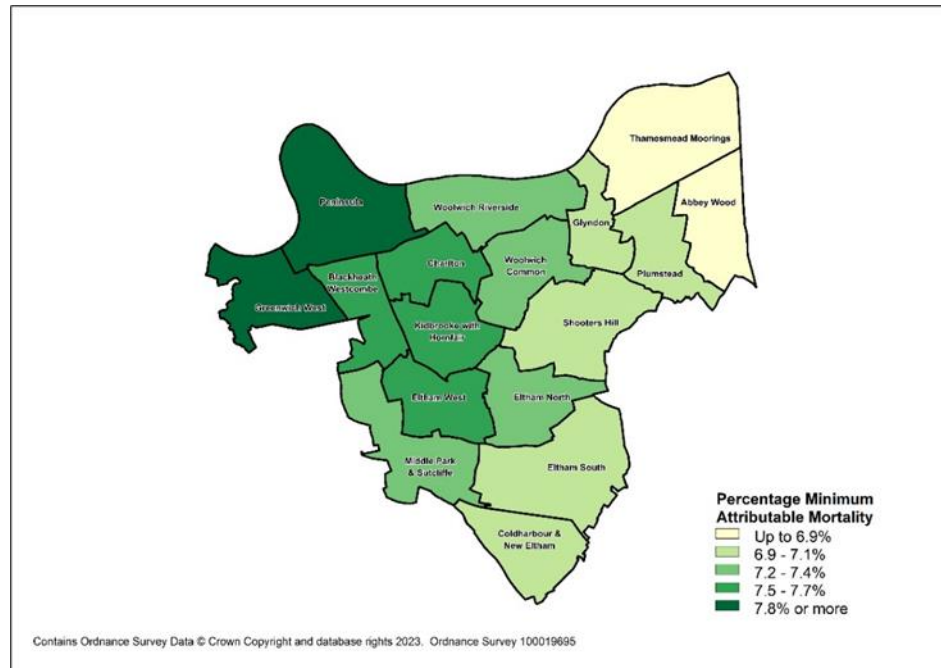 Thamesmead Moorings
Abbey Wood
Peninsula
Woolwich Riverside
Glyndon
Plumstead
Charlton
Woolwich
Common
Blackheath
Westcombe
Greenwich West
Kidbrooke with
Hornfair
Shooters Hill
Eltham West
Eltham North
Middle Park
& Sutcliffe
Eltham South
Coldharbour &
New Eltham
Percentage Minimum
Attributable Mortality
Up to 6.9%
6.9 - 7.1%
7.2 - 7.4%
7.5 - 7.7%
7.8% or more
Contains Ordnance Survey Data © Crown Copyright and database rights 2023. Ordnance Survey 100019695